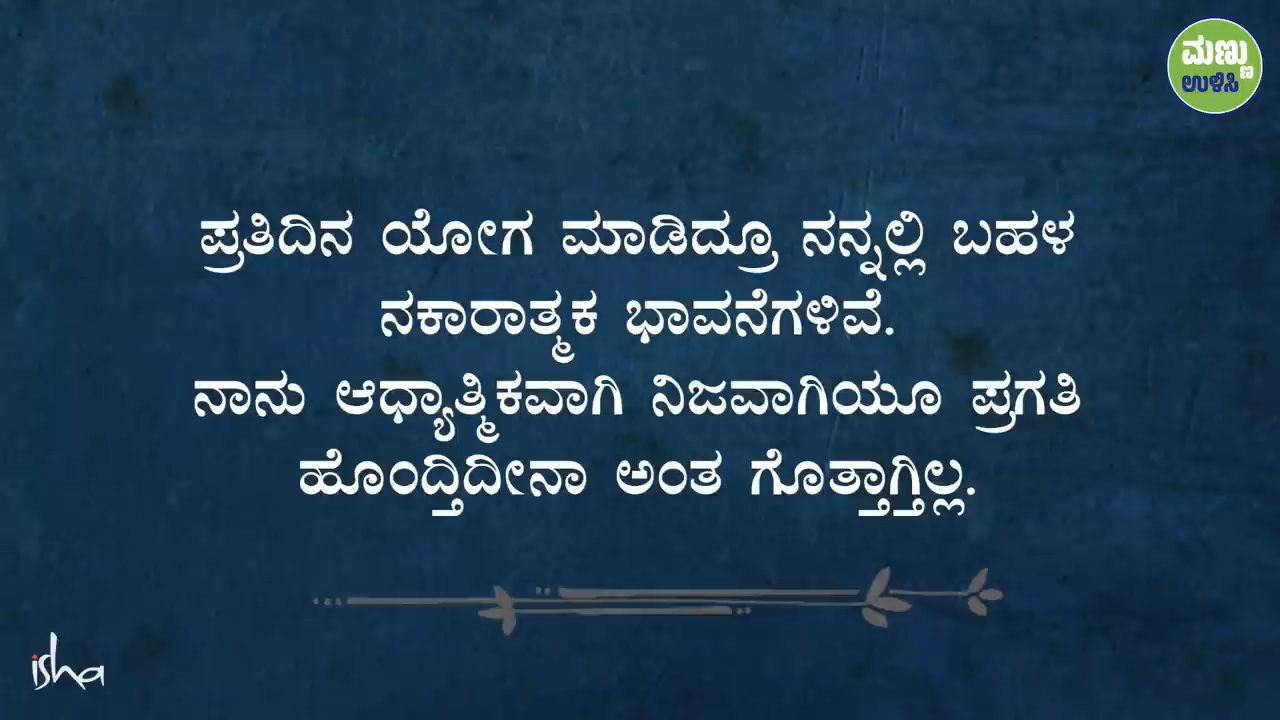 ಮಣ್ಣು
ಉಳಿಸಿ
ಪ್ರತಿದಿನ ಯೋಗ ಮಾಡಿದ್ರೂ ನನ್ನಲ್ಲಿ ಬಹಳ
ನಕಾರಾತ್ಮಕ ಭಾವನೆಗಳಿವೆ.
ನಾನು ಆಧ್ಯಾತ್ಮಿಕವಾಗಿ ನಿಜವಾಗಿಯೂ ಪ್ರಗತಿ
ಹೊಂದ್ತಿದೀನಾ ಅಂತ ಗೊತ್ತಾಗ್ತಿಲ್ಲ.
isha